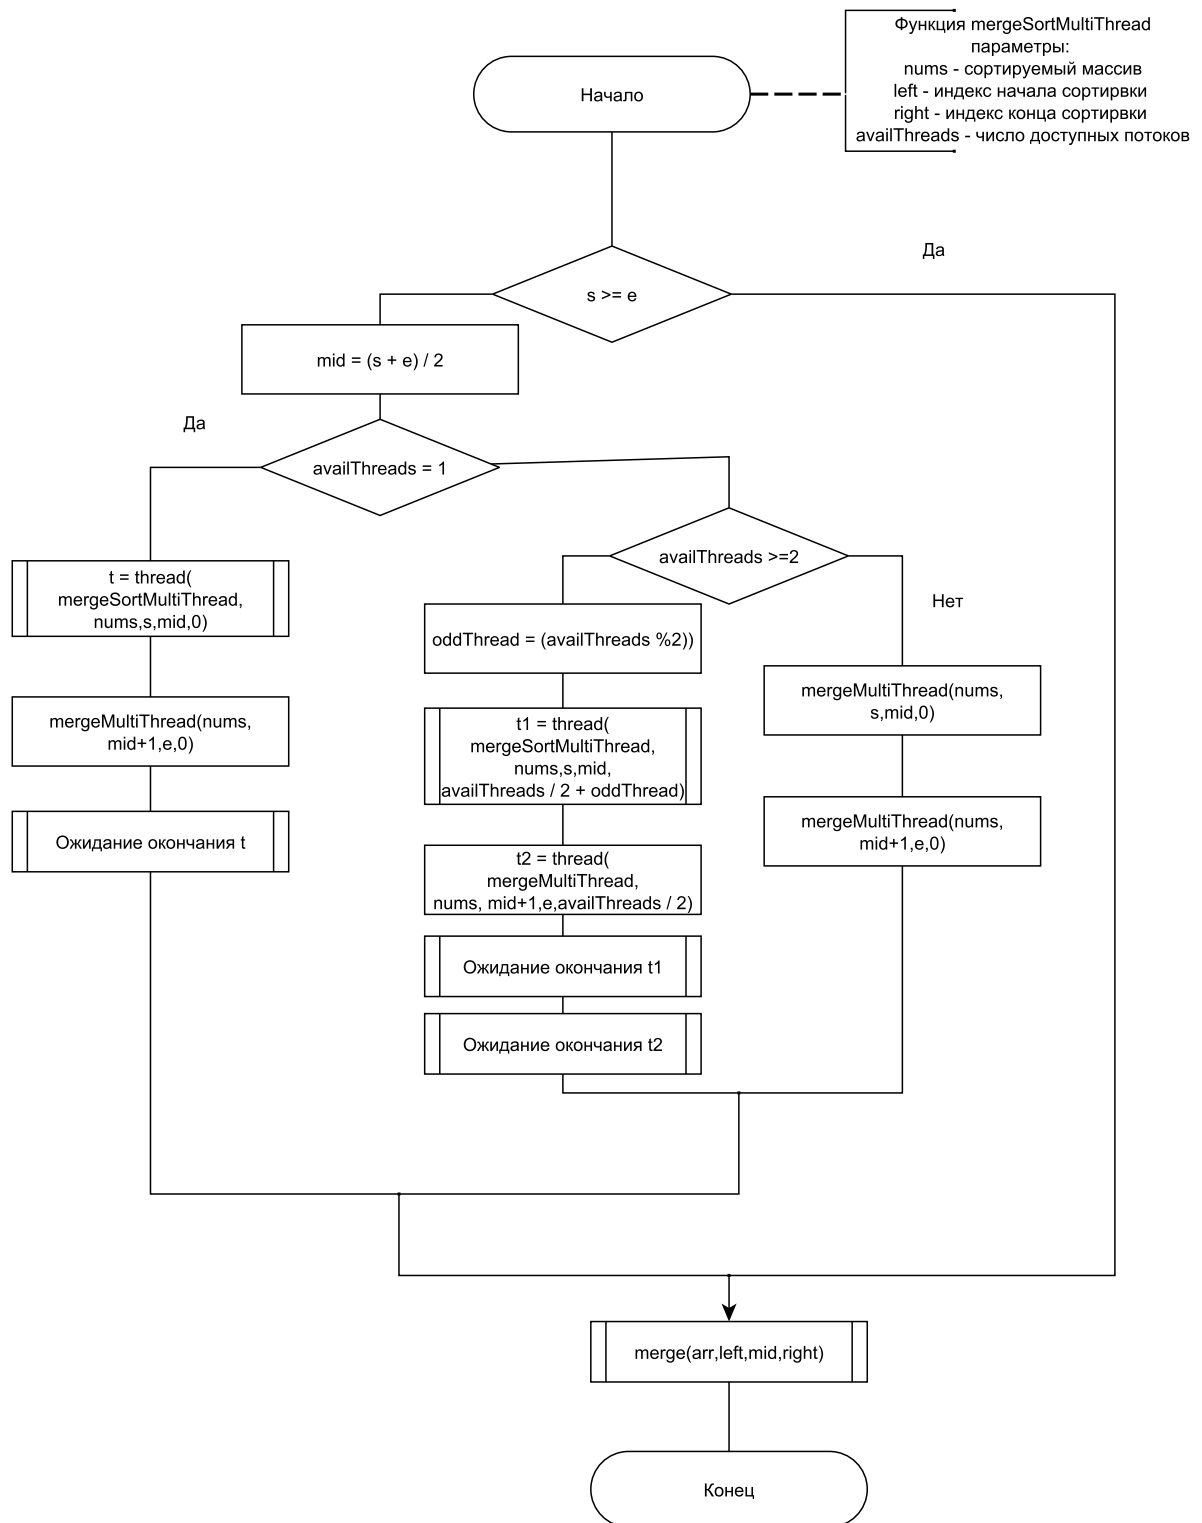 Функция mergeSortMultiThread
параметры:
nums - сортируемый массив
left - индекс начала сортирвки
right - индекс конца сортирвки
availThreads - число доступных потоков
Начало
Да
s >= e
mid = (s + e) / 2
Да
availThreads = 1
availThreads >=2
t = thread(
mergeSortMultiThread,
nums,s,mid,0)
Нет
oddThread = (availThreads %2))
mergeMultiThread(nums,
s,mid,0)
mergeMultiThread(nums,
mid+1,e,0)
t1 = thread(
mergeSortMultiThread,
nums,s,mid,
availThreads / 2 + oddThread)
mergeMultiThread(nums,
mid+1,e,0)
Ожидание окончания t
t2 = thread(
mergeMultiThread,
nums, mid+1,e,availThreads / 2)
Ожидание окончания t1
Ожидание окончания t2
merge(arr,left,mid,right)
Конец